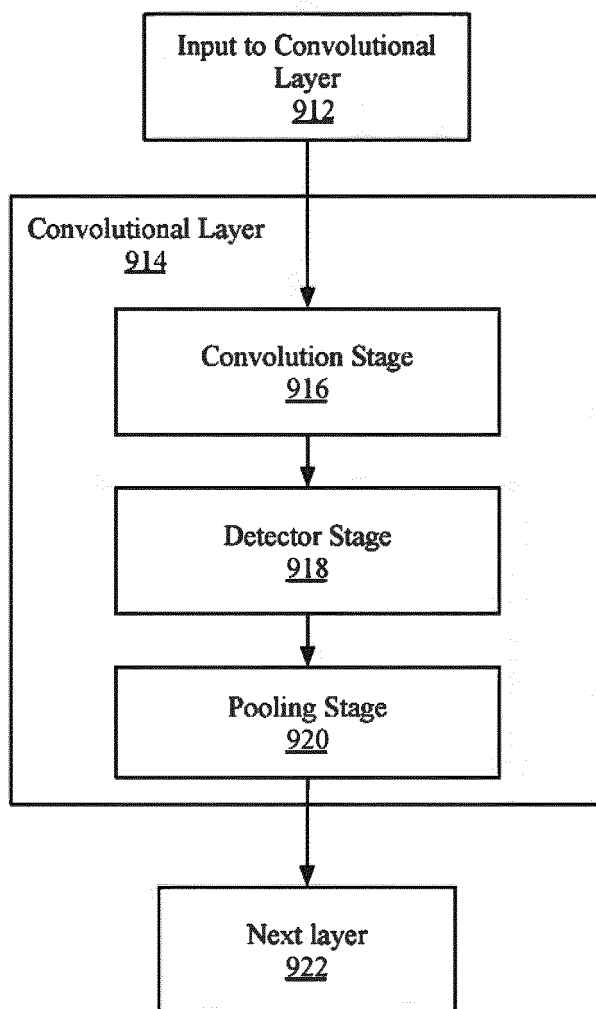 Input to Convolutional
Layer
912
Convolutional Layer
914
Convolution Stage
916
Detector Stage
918
Pooling Stage
920
Next layer
922